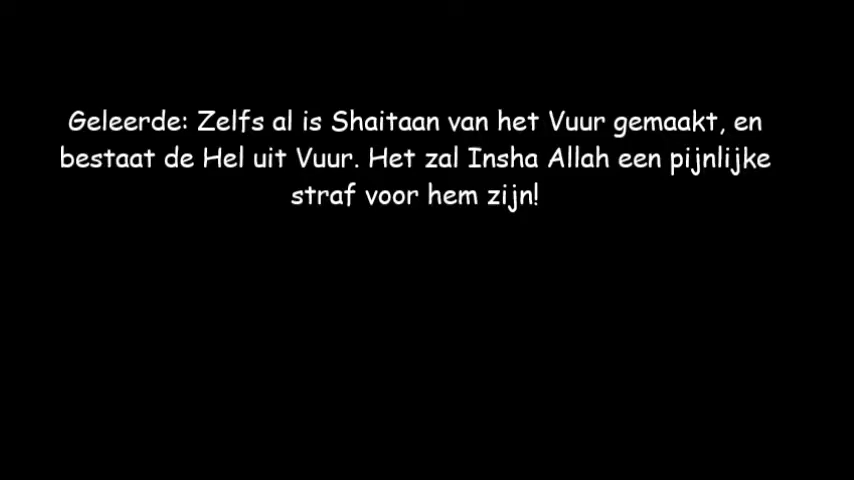 Geleerde: Zelfs al is Shaitaan van het Vuur gemaakt, en
bestaat de Hel uit Vuur. Het zal Insha Allah een pijnlijke
straf voor hem zijn!